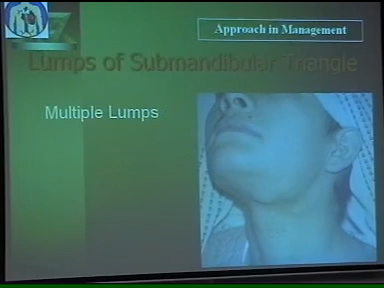 Approach in Management
Lumps of Submandibular Triangle
Multiple Lumps